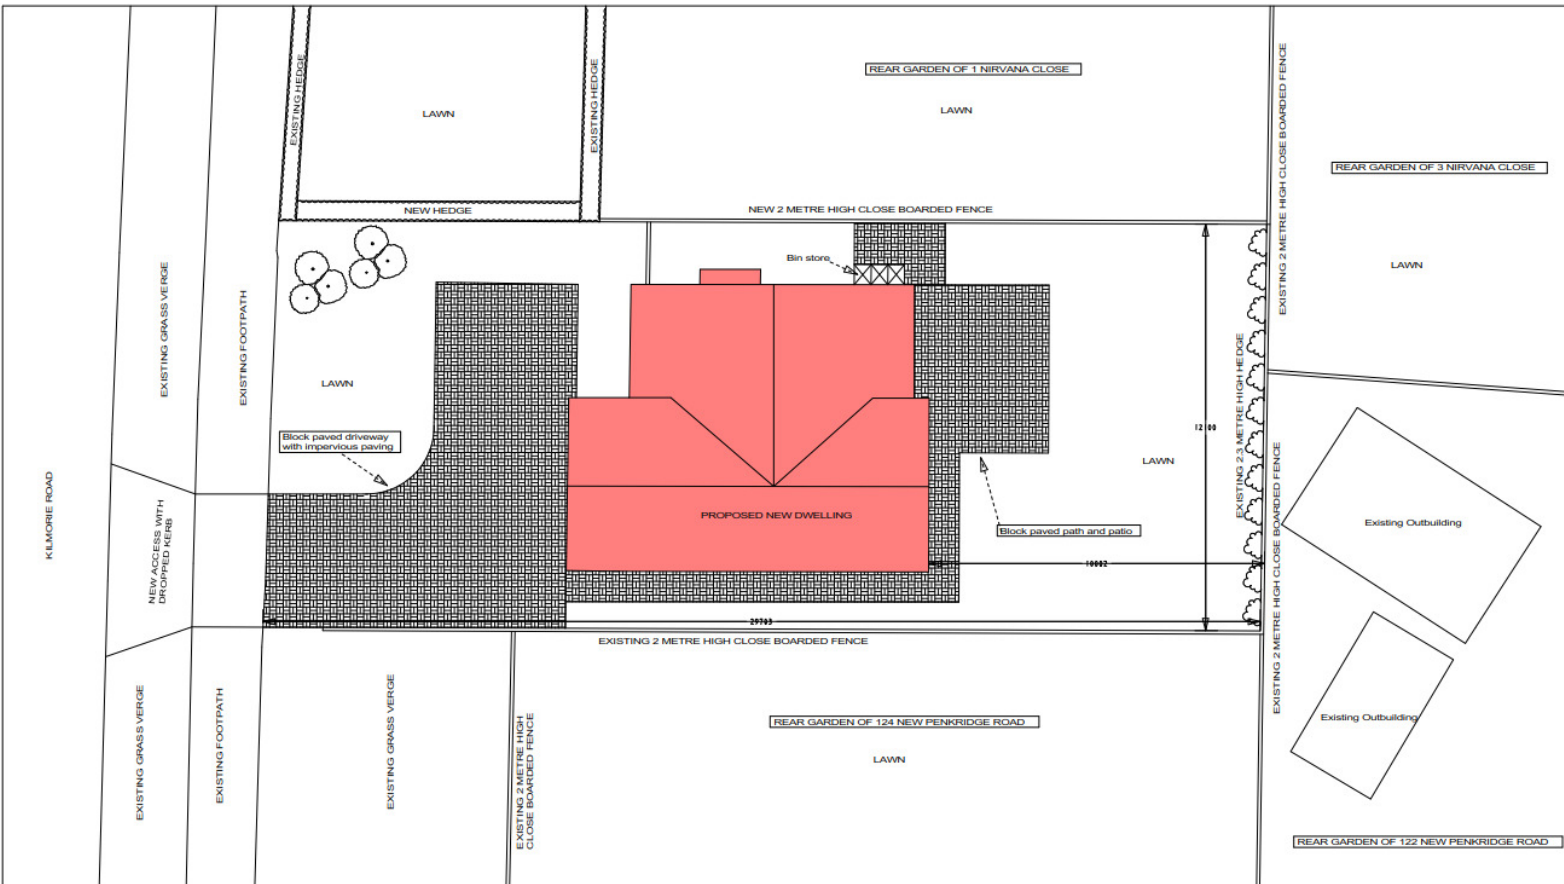 REAR GARDEN OF 1 NIRVANA CLOSE
LAWN
LAWN
EXISTING HEDGE
EXISTING HEDGE
EXISTING 2 METRE HIGH CLOSE BOARDED FENCE
REAR GARDEN OF 3 NIRVANA CLOSE
NEW HEDGE
NEW 2 METRE HIGH CLOSE BOARDED FENCE
Bin store
LAWN
EXISTING GRASS VERGE
EXISTING FOOTPATH
LAWN
Block paved driveway
with impervious paving
12100
EXISTING 2.3 METRE HIGH HEDGE
LAWN
KILMORIE ROAD
NEW ACCESS WITH
DROPPED KERB
PROPOSED NEW DWELLING
Block paved path and patio
Existing Outbuilding
10002
29703
EXISTING 2 METRE HIGH CLOSE BOARDED FENCE
EXISTING 2 METRE HIGH CLOSE BOARDED FENCE
EXISTING GRASS VERGE
EXISTING FOOTPATH
EXISTING GRASS VERGE
EXISTING 2 METRE HIGH
CLOSE BOARDED FENCE
REAR GARDEN OF 124 NEW PENKRIDGE ROAD
LAWN
Existing Outbuilding
REAR GARDEN OF 122 NEW PENKRIDGE ROAD